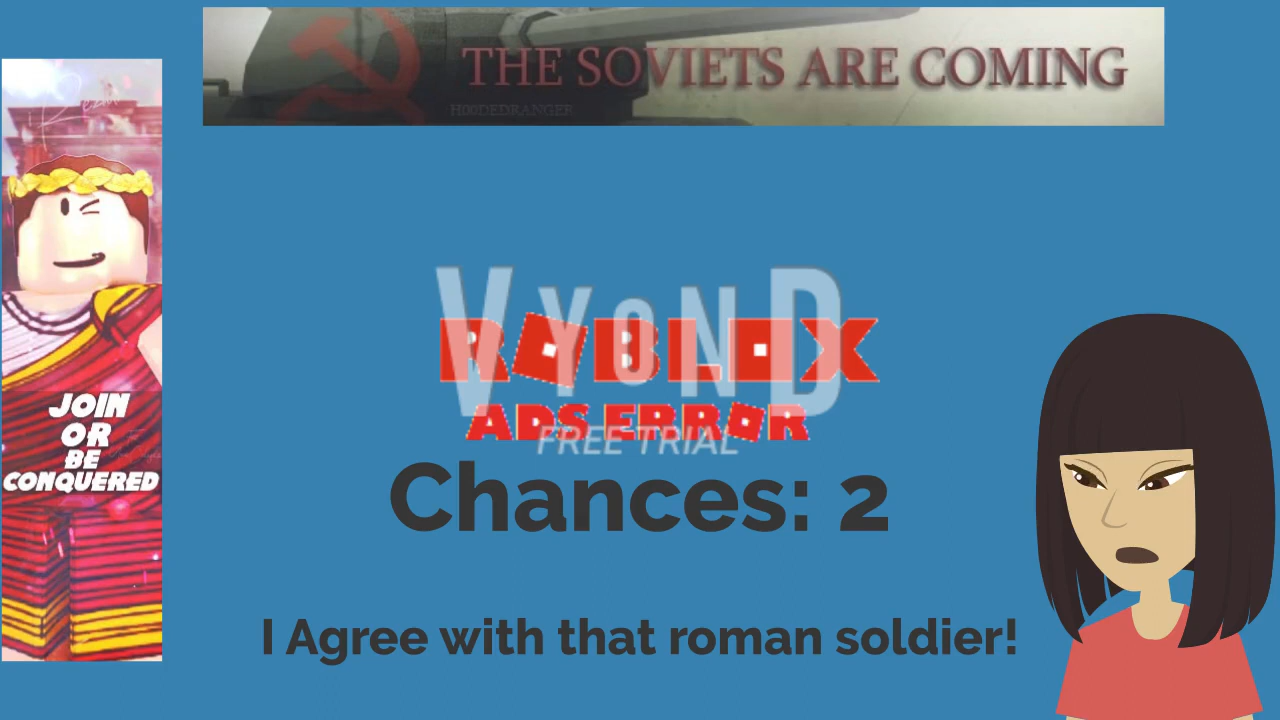 THE SOVIETS ARE COMING
H00DEDRANGER
JOIN
OR
BE
CONQUERED
VYOND
ROBLOX
ADS ERROR
FREE TRIAL
Chances: 2
I Agree with that roman soldier!